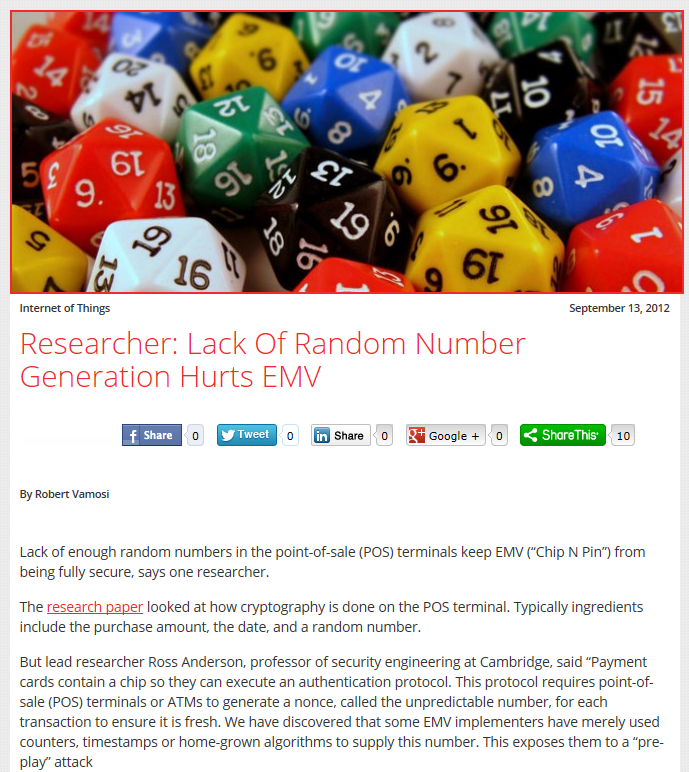 Internet of Things
September 13, 2012
Researcher: Lack Of Random Number
Generation Hurts EMV
Share 0 Tweet 0 Share 0 Google + 0 ShareThis 10
By Robert Vamosi
Lack of enough random numbers in the point-of-sale (POS) terminals keep EMV (“Chip N Pin”) from
being fully secure, says one researcher.
The research paper looked at how cryptography is done on the POS terminal. Typically ingredients
include the purchase amount, the date, and a random number.
But lead researcher Ross Anderson, professor of security engineering at Cambridge, said “Payment
cards contain a chip so they can execute an authentication protocol. This protocol requires point-of-
sale (POS) terminals or ATMs to generate a nonce, called the unpredictable number, for each
transaction to ensure it is fresh. We have discovered that some EMV implementers have merely used
counters, timestamps or home-grown algorithms to supply this number. This exposes them to a “pre-
play” attack